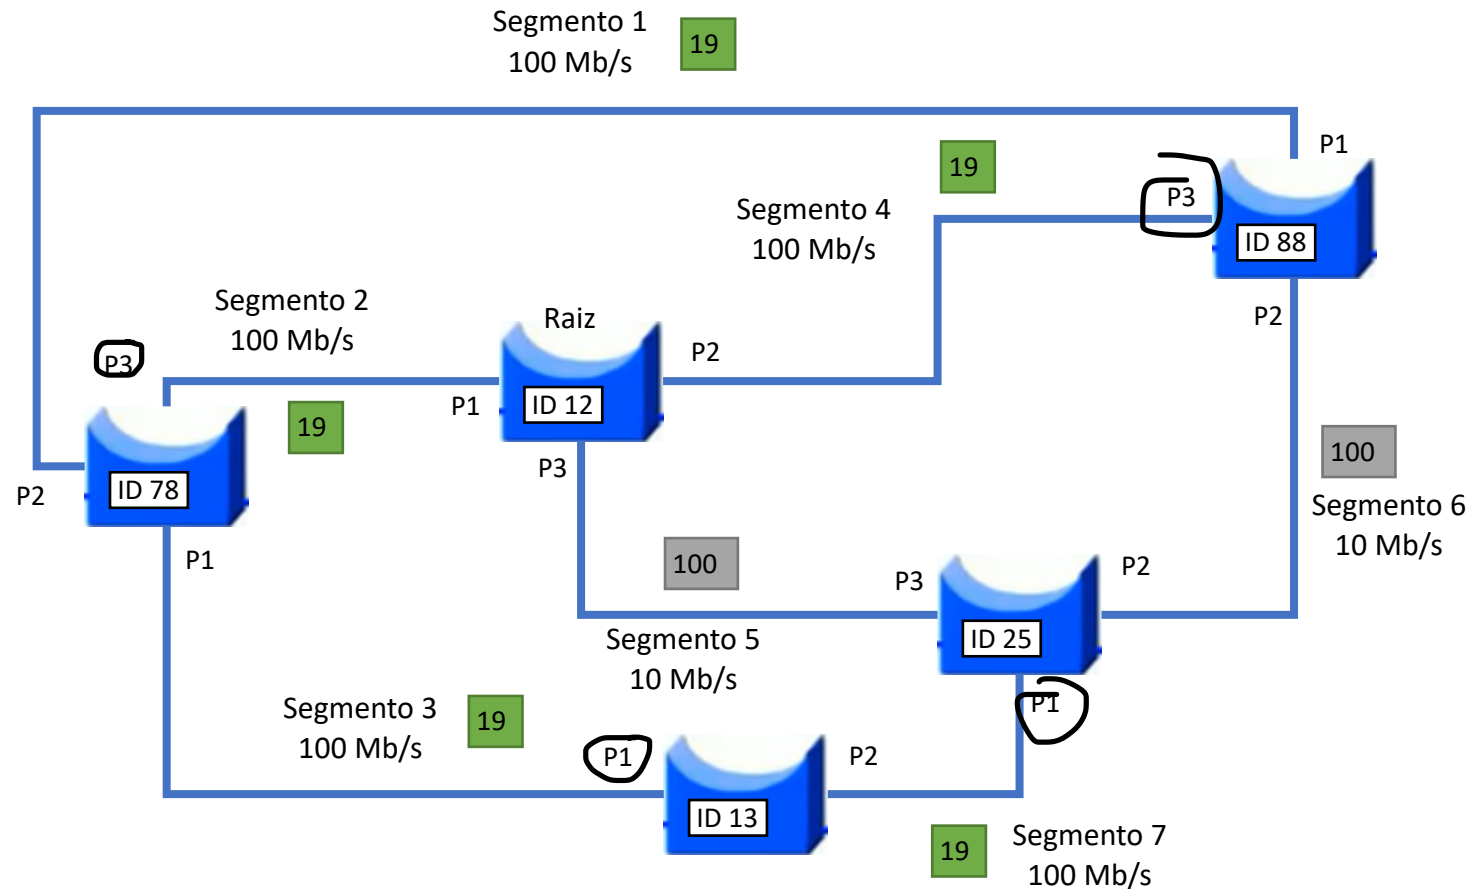 Segmento 1
100 Mb/s
19
P1
19
P3
Segmento 4
100 Mb/s
ID 88
Segmento 2
100 Mb/s
Raiz
P2
P3
P2
P1
ID 12
19
100
P3
P2
ID 78
Segmento 6
10 Mb/s
P1
100
P3
P2
Segmento 5
10 Mb/s
ID 25
Segmento 3
100 Mb/s
19
P1
P1
P2
ID 13
19
Segmento 7
100 Mb/s